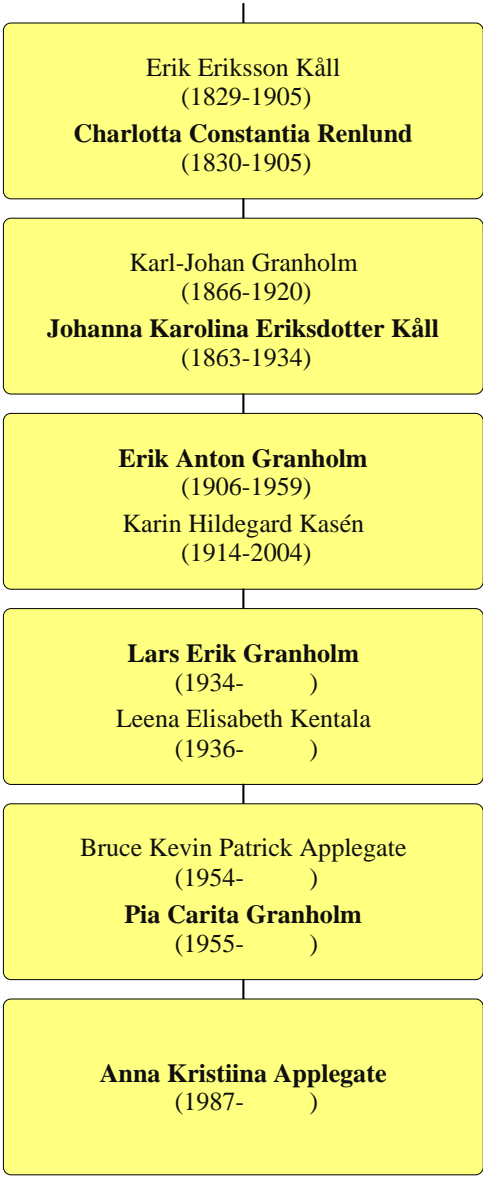 Erik Eriksson Kåll
(1829-1905)
Charlotta Constantia Renlund
(1830-1905)
Karl-Johan Granholm
(1866-1920)
Johanna Karolina Eriksdotter Kåll
(1863-1934)
Erik Anton Granholm
(1906-1959)
Karin Hildegard Kasén
(1914-2004)
Lars Erik Granholm
(1934- )
Leena Elisabeth Kentala
(1936- )
Bruce Kevin Patrick Applegate
(1954- )
Pia Carita Granholm
(1955- )
Anna Kristiina Applegate
(1987- )